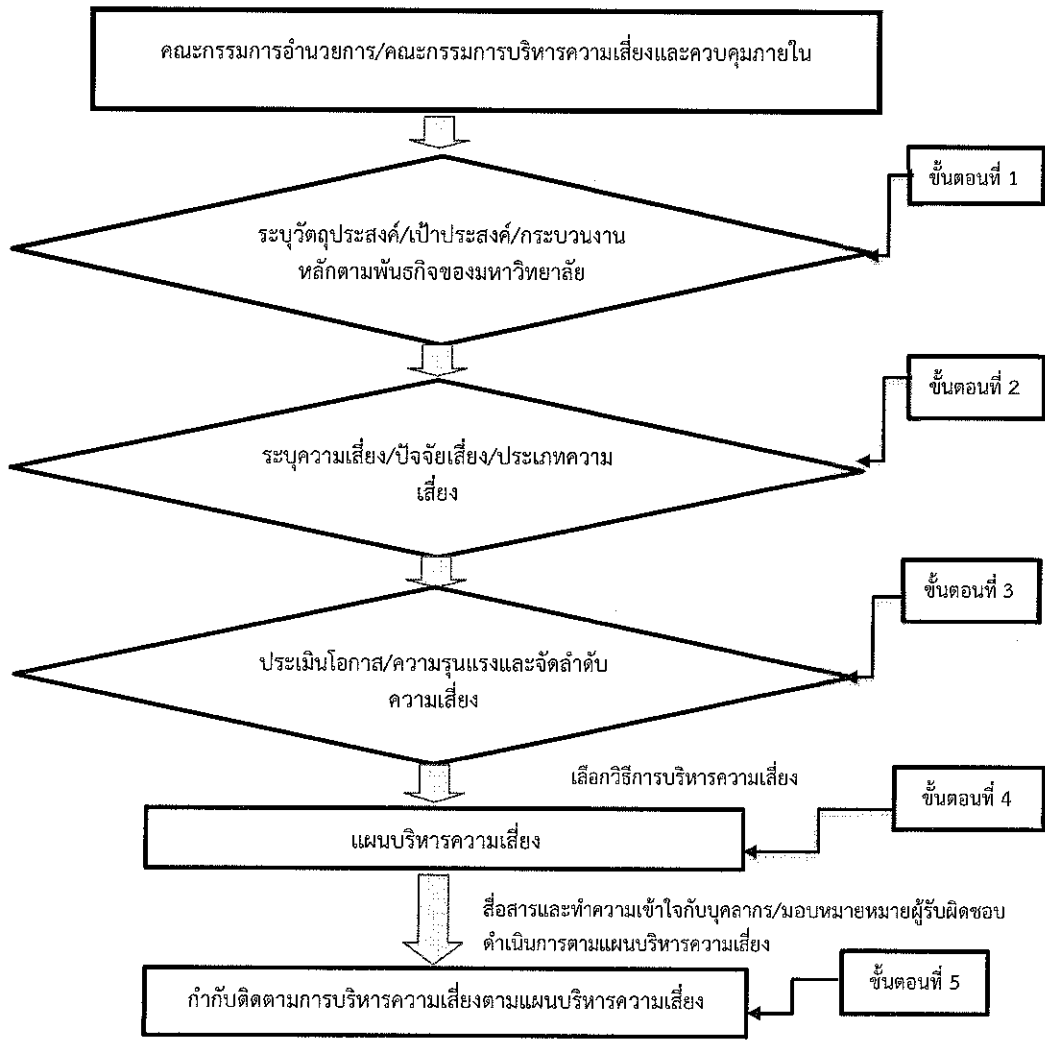 คณะกรรมการอำนวยการ/คณะกรรมการบริหารความเสี่ยงและควบคุมภายใน
ขั้นตอนที่ 1
ระบุวัตถุประสงค์/เป้าประสงค์/กระบวนงาน
หลักตามพันธกิจของมหาวิทยาลัย
ขั้นตอนที่ 2
ระบุความเสี่ยง/ปัจจัยเสี่ยง/ประเภทความ
เสี่ยง
ขั้นตอนที่ 3
ประเมินโอกาส/ความรุนแรงและจัดลำดับ
ความเสี่ยง
เลือกวิธีการบริหารความเสี่ยง
ขั้นตอนที่ 4
แผนบริหารความเสี่ยง
สื่อสารและทำความเข้าใจกับบุคลากร/มอบหมายหมายผู้รับผิดชอบ
ดำเนินการตามแผนบริหารความเสี่ยง
ขั้นตอนที่ 5
กำกับติดตามการบริหารความเสี่ยงตามแผนบริหารความเสี่ยง